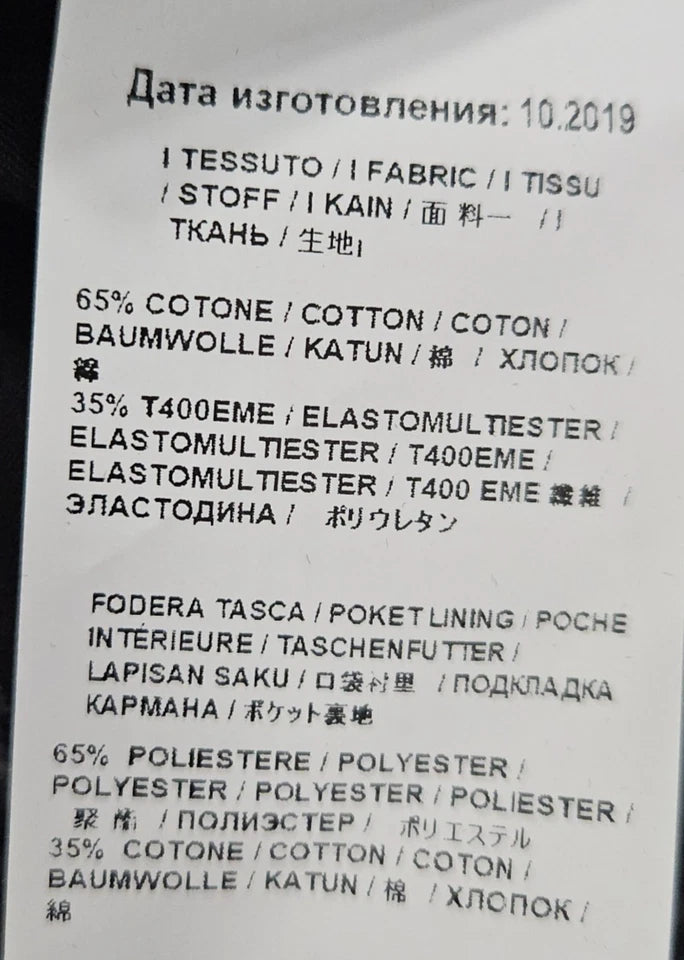 Дата изготовления: 10.2019
I TESSUTO / I FABRIC / I TISSU
/ STOFF / I KAIN / 面 料一 / I
ТКАНЬ / 生地I
65% COTONE / COTTON / COTON /
BAUMWOLLE / KATUN / 棉 / ХЛОПОК /
綿
35% T400EME / ELASTOMULTIESTER /
ELASTOMULTIESTER / T400EME /
ELASTOMULTIESTER / T400 EME 纖維 /
ЭЛАСТОДИНА / ポリウレタン
FODERA TASCA / POKET LINING / POCHE
INTÉRIEURE / TASCHENFUTTER /
LAPISAN SAKU / 口袋衬里 / ПОДКЛАДКА
КАРМАНА / ポケット裏地
65% POLIESTERE / POLYESTER /
POLYESTER / POLYESTER / POLIESTER /
聚 / ПОЛИЭСТЕР / ポリエステル
35% COTONE / COTTON / COTON /
BAUMWOLLE / KATUN / 棉 / ХЛОПОК /
綿